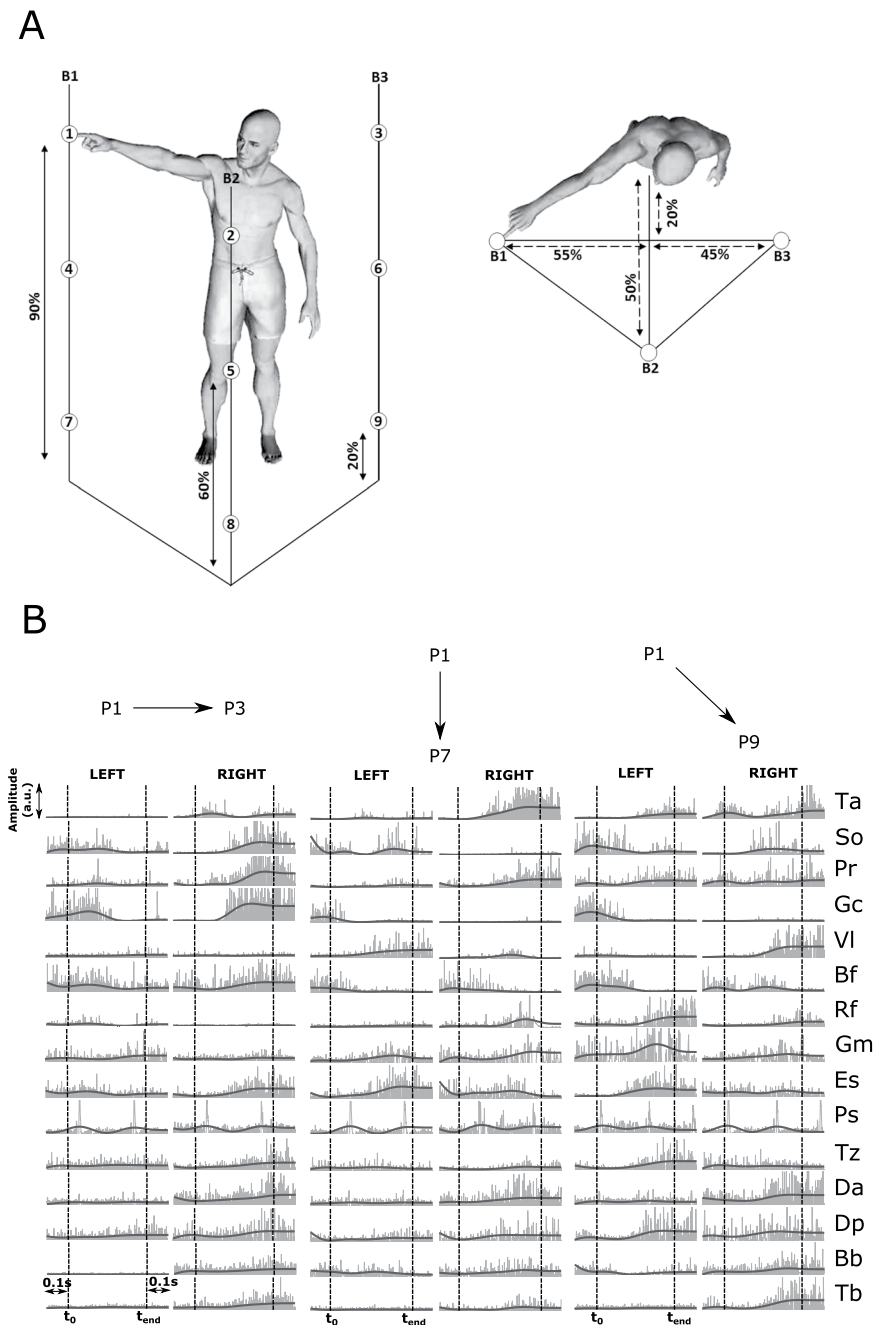 A
B1
B3
1
3
B2
2
4
6
90%
5
7
9
20%
60%
8
20%
B1
55%
45%
B3
50%
B2
B
P1
P1
P1 P3
P7
P9
LEFT RIGHT LEFT RIGHT LEFT RIGHT
Amplitude
(a.u.)
Ta
So
Pr
Gc
Vl
Bf
Rf
Gm
Es
Ps
Tz
Da
Dp
Bb
0.1s 0.1s
Tb
t0 tend t0 tend t0 tend